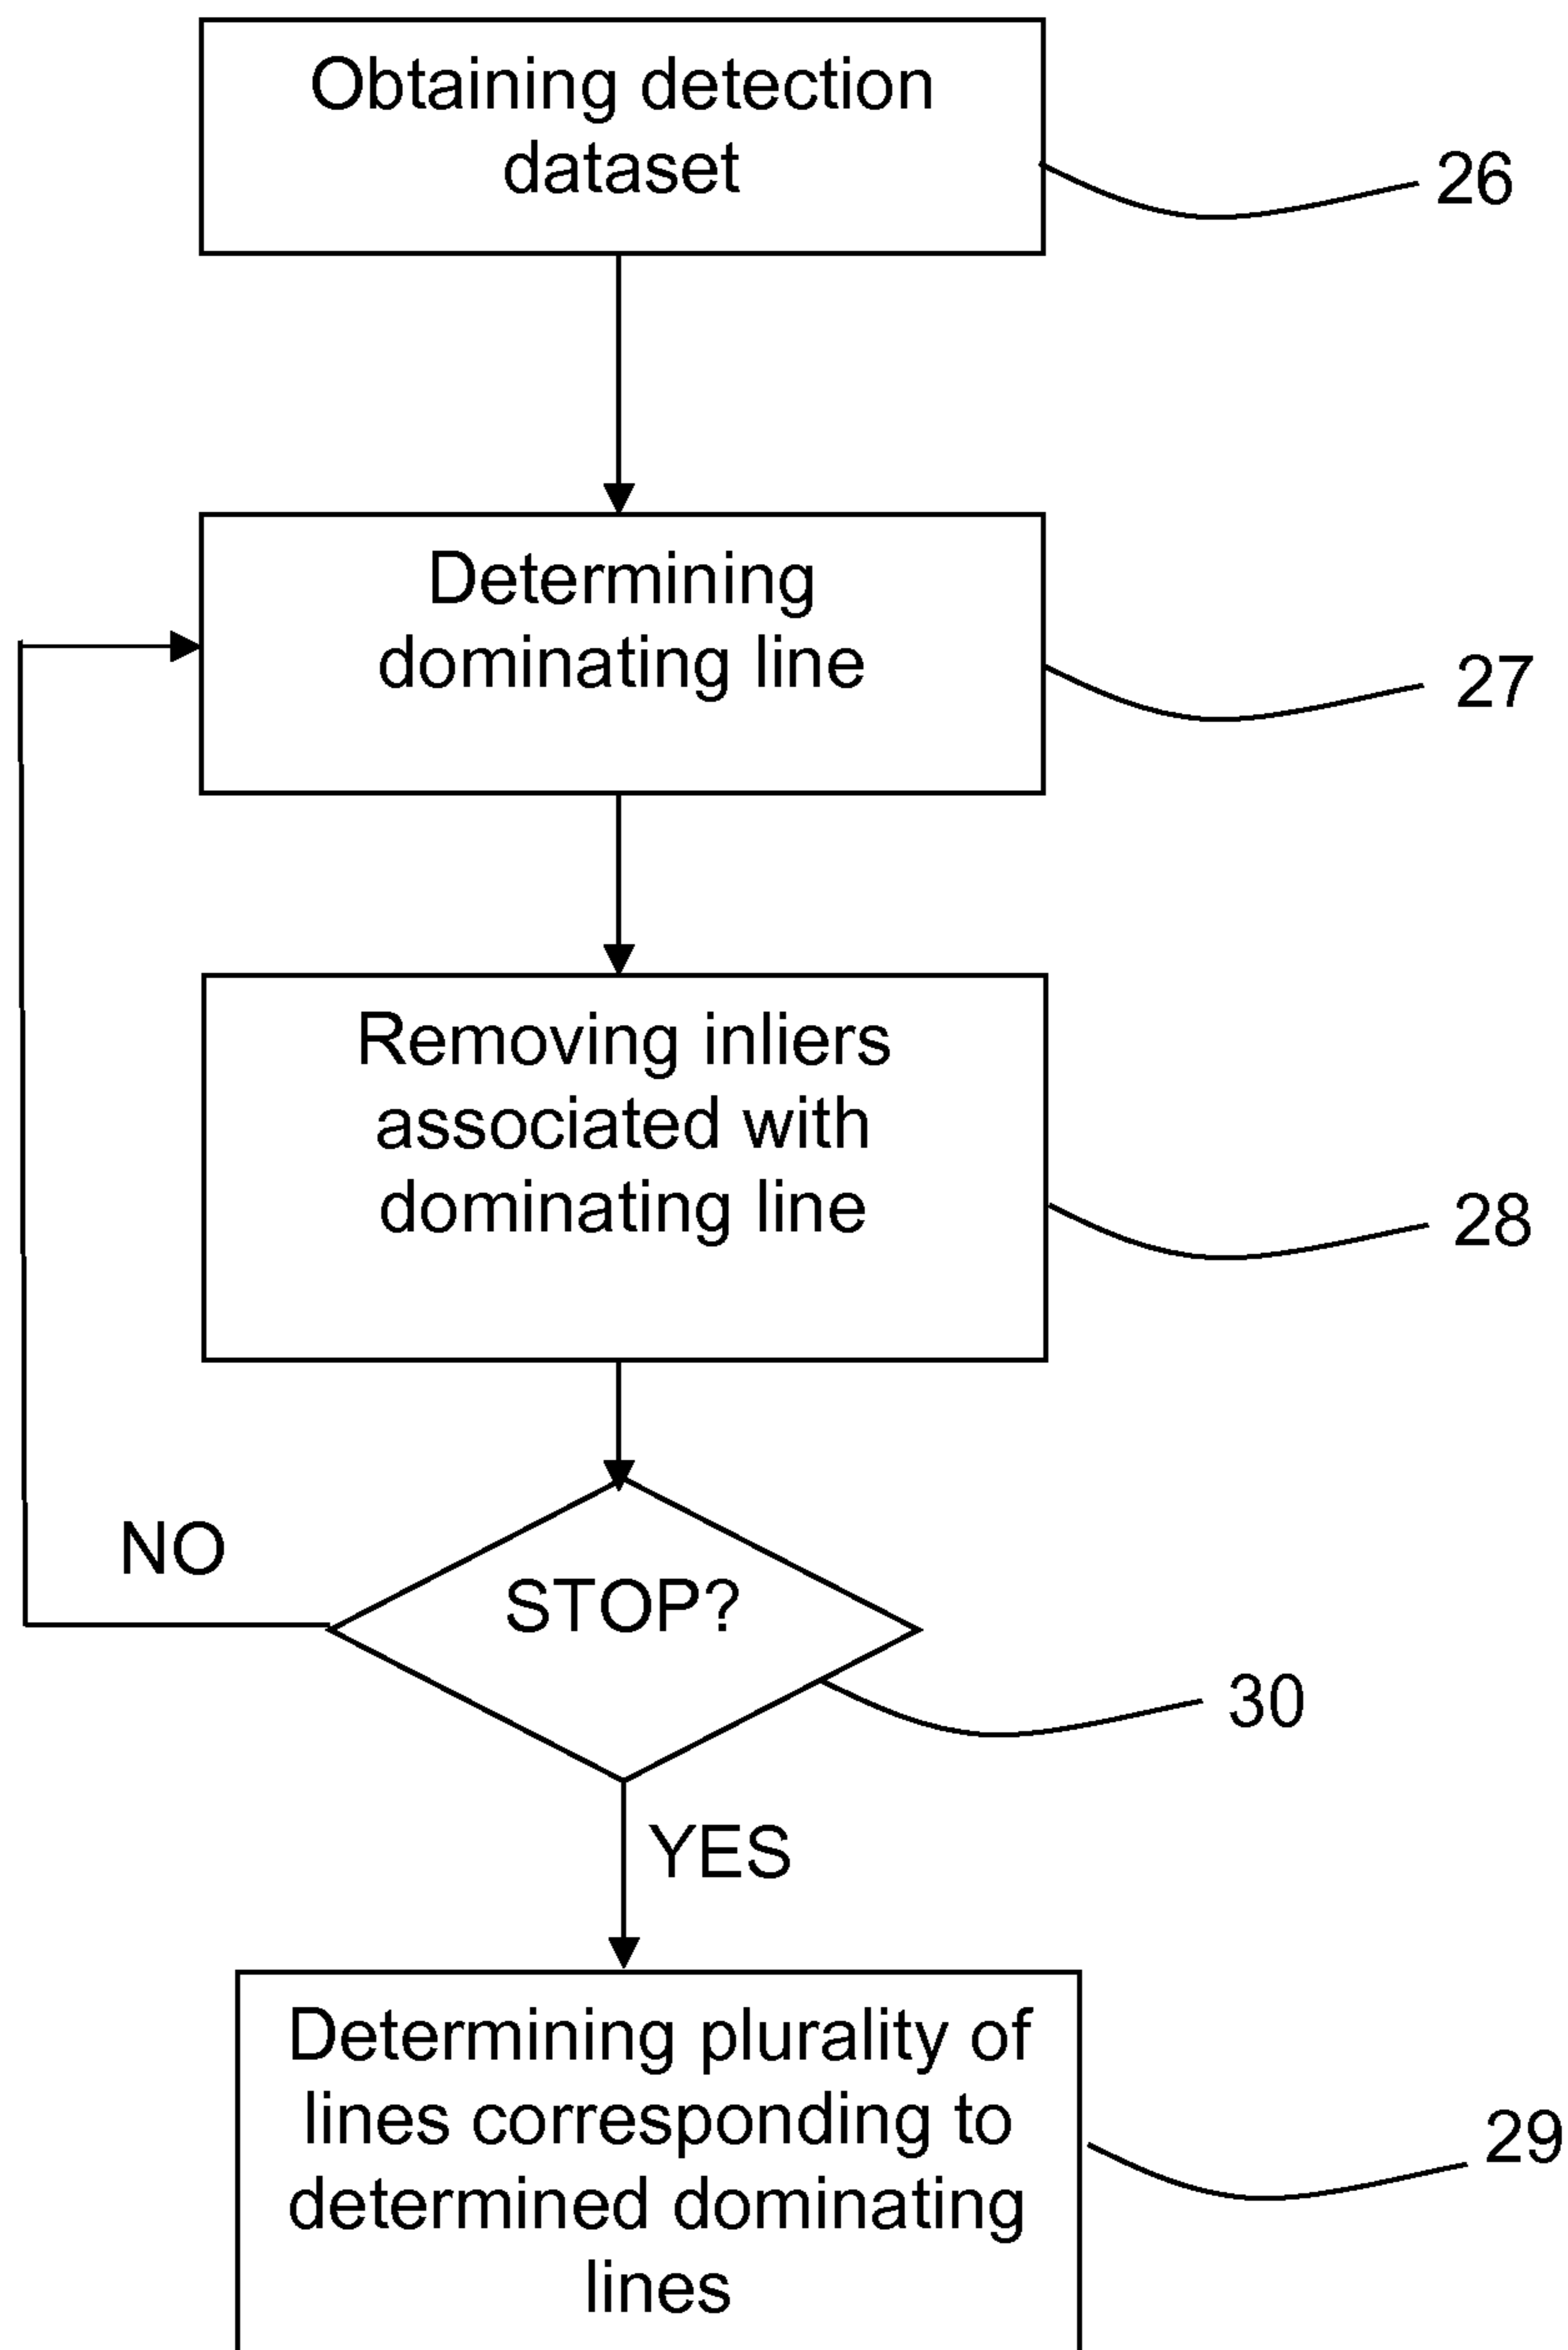 Obtaining detection
dataset
26
Determining
dominating line
27
Removing inliers
associated with
dominating line
28
NO
STOP?
30
YES
Determining plurality of
lines corresponding to
determined dominating
lines
29